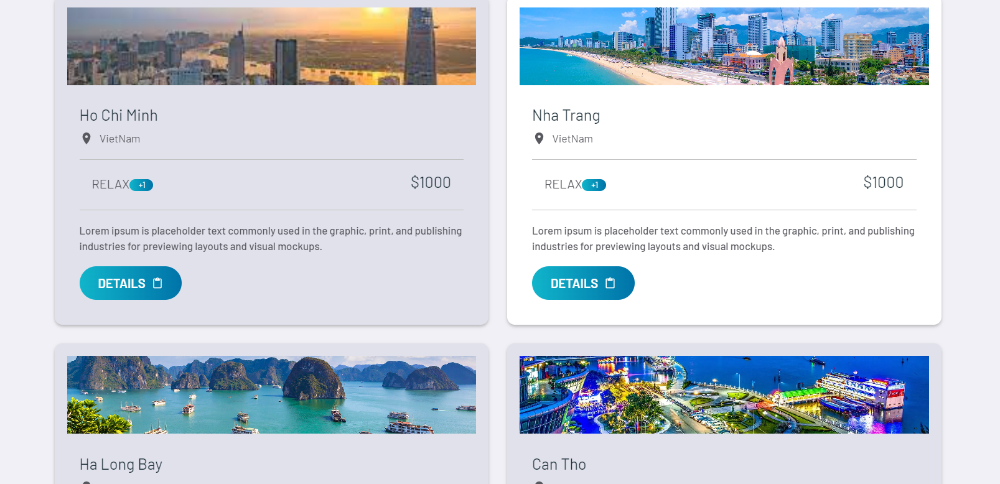 Ho Chi Minh
VietNam
RELAX +1
$1000
Lorem ipsum is placeholder text commonly used in the graphic, print, and publishing
industries for previewing layouts and visual mockups.
DETAILS
Nha Trang
VietNam
RELAX +1
$1000
Lorem ipsum is placeholder text commonly used in the graphic, print, and publishing
industries for previewing layouts and visual mockups.
DETAILS
Ha Long Bay
Can Tho